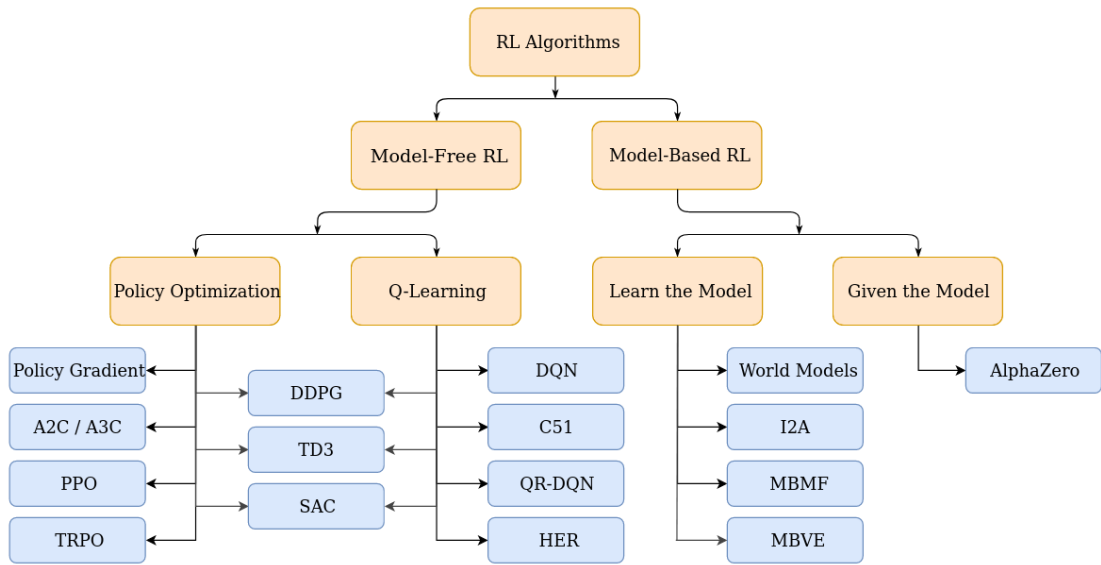 RL Algorithms
Model-Free RL
Model-Based RL
Policy Optimization
Q-Learning
Learn the Model
Given the Model
Policy Gradient
DDPG
DQN
World Models
AlphaZero
A2C / A3C
TD3
C51
I2A
PPO
SAC
QR-DQN
MBMF
TRPO
HER
MBVE